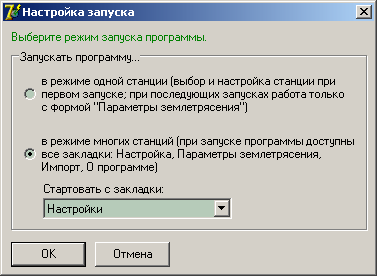 Настройка запуска
Выберите режим запуска программы.
Запускать программу...
в режиме одной станции (выбор и настройка станции при
первом запуске; при последующих запусках работа только
с формой "Параметры землетрясения")
в режиме многих станций (при запуске программы доступны
все закладки: Настройка, Параметры землетрясения,
Импорт, О программе)
Стартовать с закладки:
Настройки
ОК
Отмена